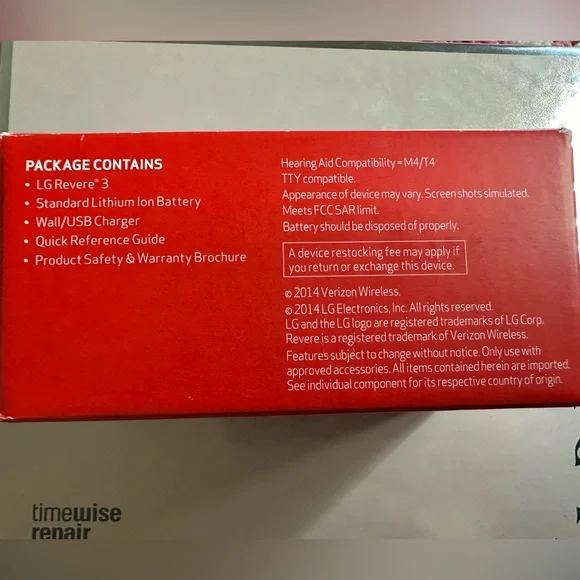 PACKAGE CONTAINS
• LG Revere® 3
• Standard Lithium Ion Battery
• Wall/USB Charger
• Quick Reference Guide
• Product Safety & Warranty Brochure
Hearing Aid Compatibility = M4/T4
TTY compatible.
Appearance of device may vary. Screen shots simulated.
Meets FCC SAR limit.
Battery should be disposed of properly.
A device restocking fee may apply if
you return or exchange this device.
© 2014 Verizon Wireless.
© 2014 LG Electronics, Inc. All rights reserved.
LG and the LG logo are registered trademarks of LG Corp.
Revere is a registered trademark of Verizon Wireless.
Features subject to change without notice. Only use with
approved accessories. All items contained herein are imported.
See individual component for its respective country of origin.
timewise
repair